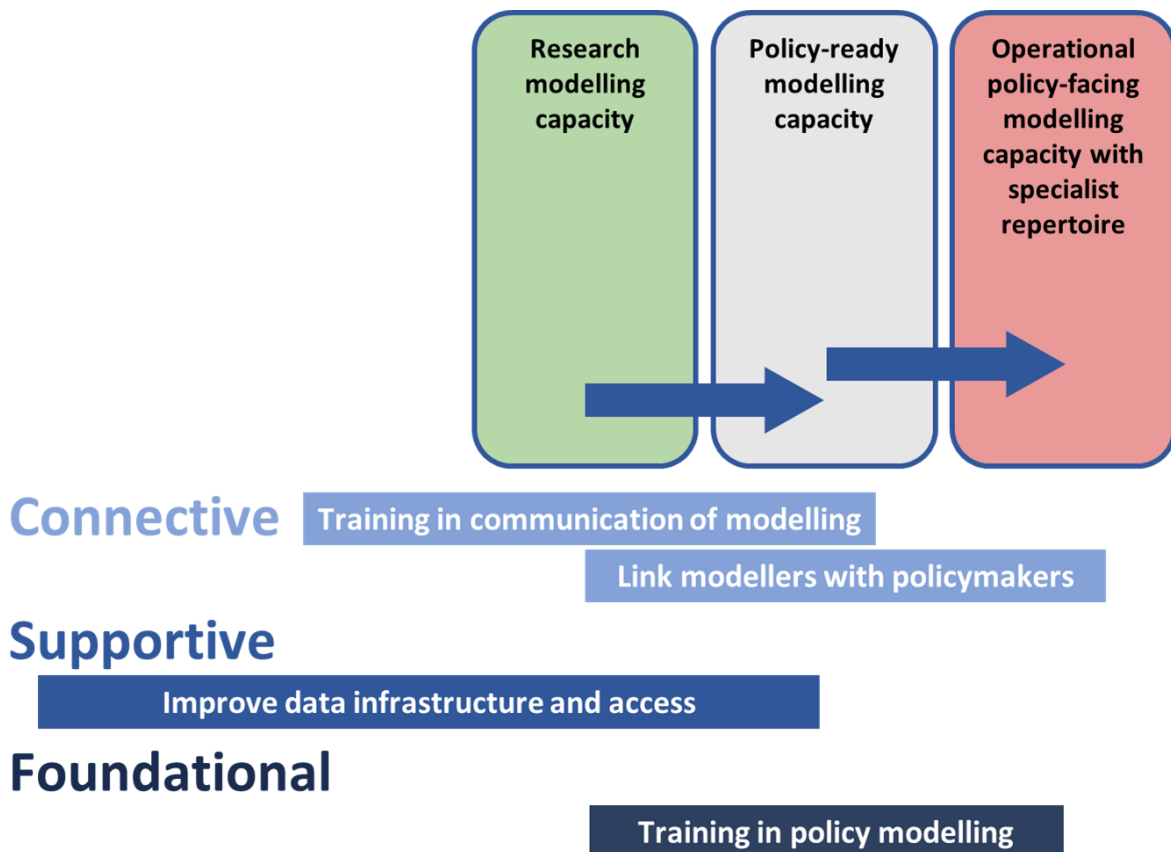 Research
modelling
capacity
Policy-ready
modelling
capacity
Operational
policy-facing
modelling
capacity with
specialist
repertoire
Connective
Training in communication of modelling
Link modellers with policymakers
Supportive
Improve data infrastructure and access
Foundational
Training in policy modelling